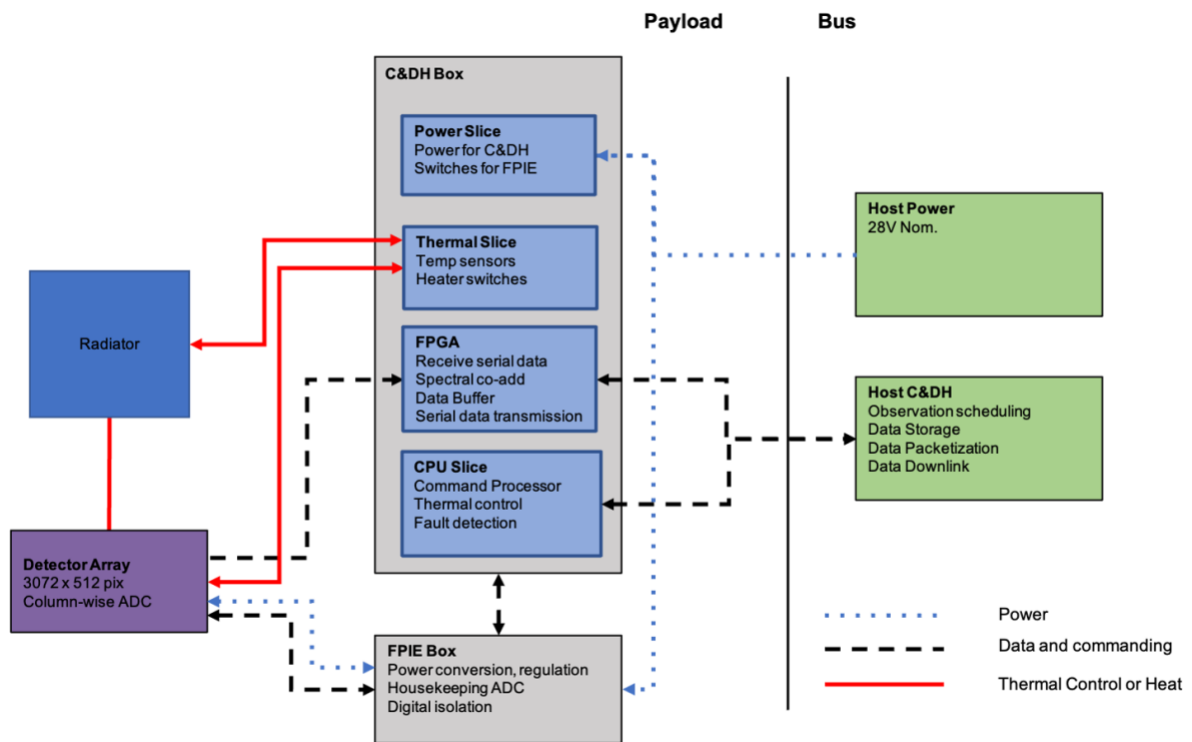 Payload
Bus
C&DH Box
Power Slice
Power for C&DH
Switches for FPIE
Thermal Slice
Temp sensors
Heater switches
FPGA
Receive serial data
Spectral co-add
Data Buffer
Serial data transmission
CPU Slice
Command Processor
Thermal control
Fault detection
Host Power
28V Nom.
Host C&DH
Observation scheduling
Data Storage
Data Packetization
Data Downlink
Radiator
Detector Array
3072 x 512 pix
Column-wise ADC
FPIE Box
Power conversion, regulation
Housekeeping ADC
Digital isolation
Power
Data and commanding
Thermal Control or Heat